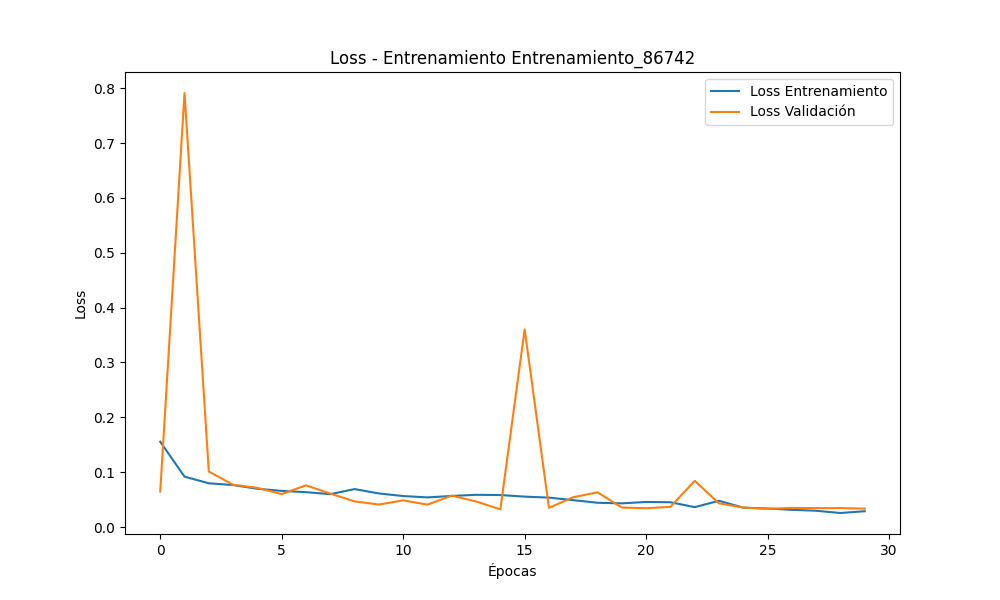 Loss - Entrenamiento Entrenamiento_86742
Loss Entrenamiento
Loss Validación
0.8
0.7
0.6
0.5
0.4
0.3
0.2
0.1
0.0
Loss
0 5 10 15 20 25 30
Épocas